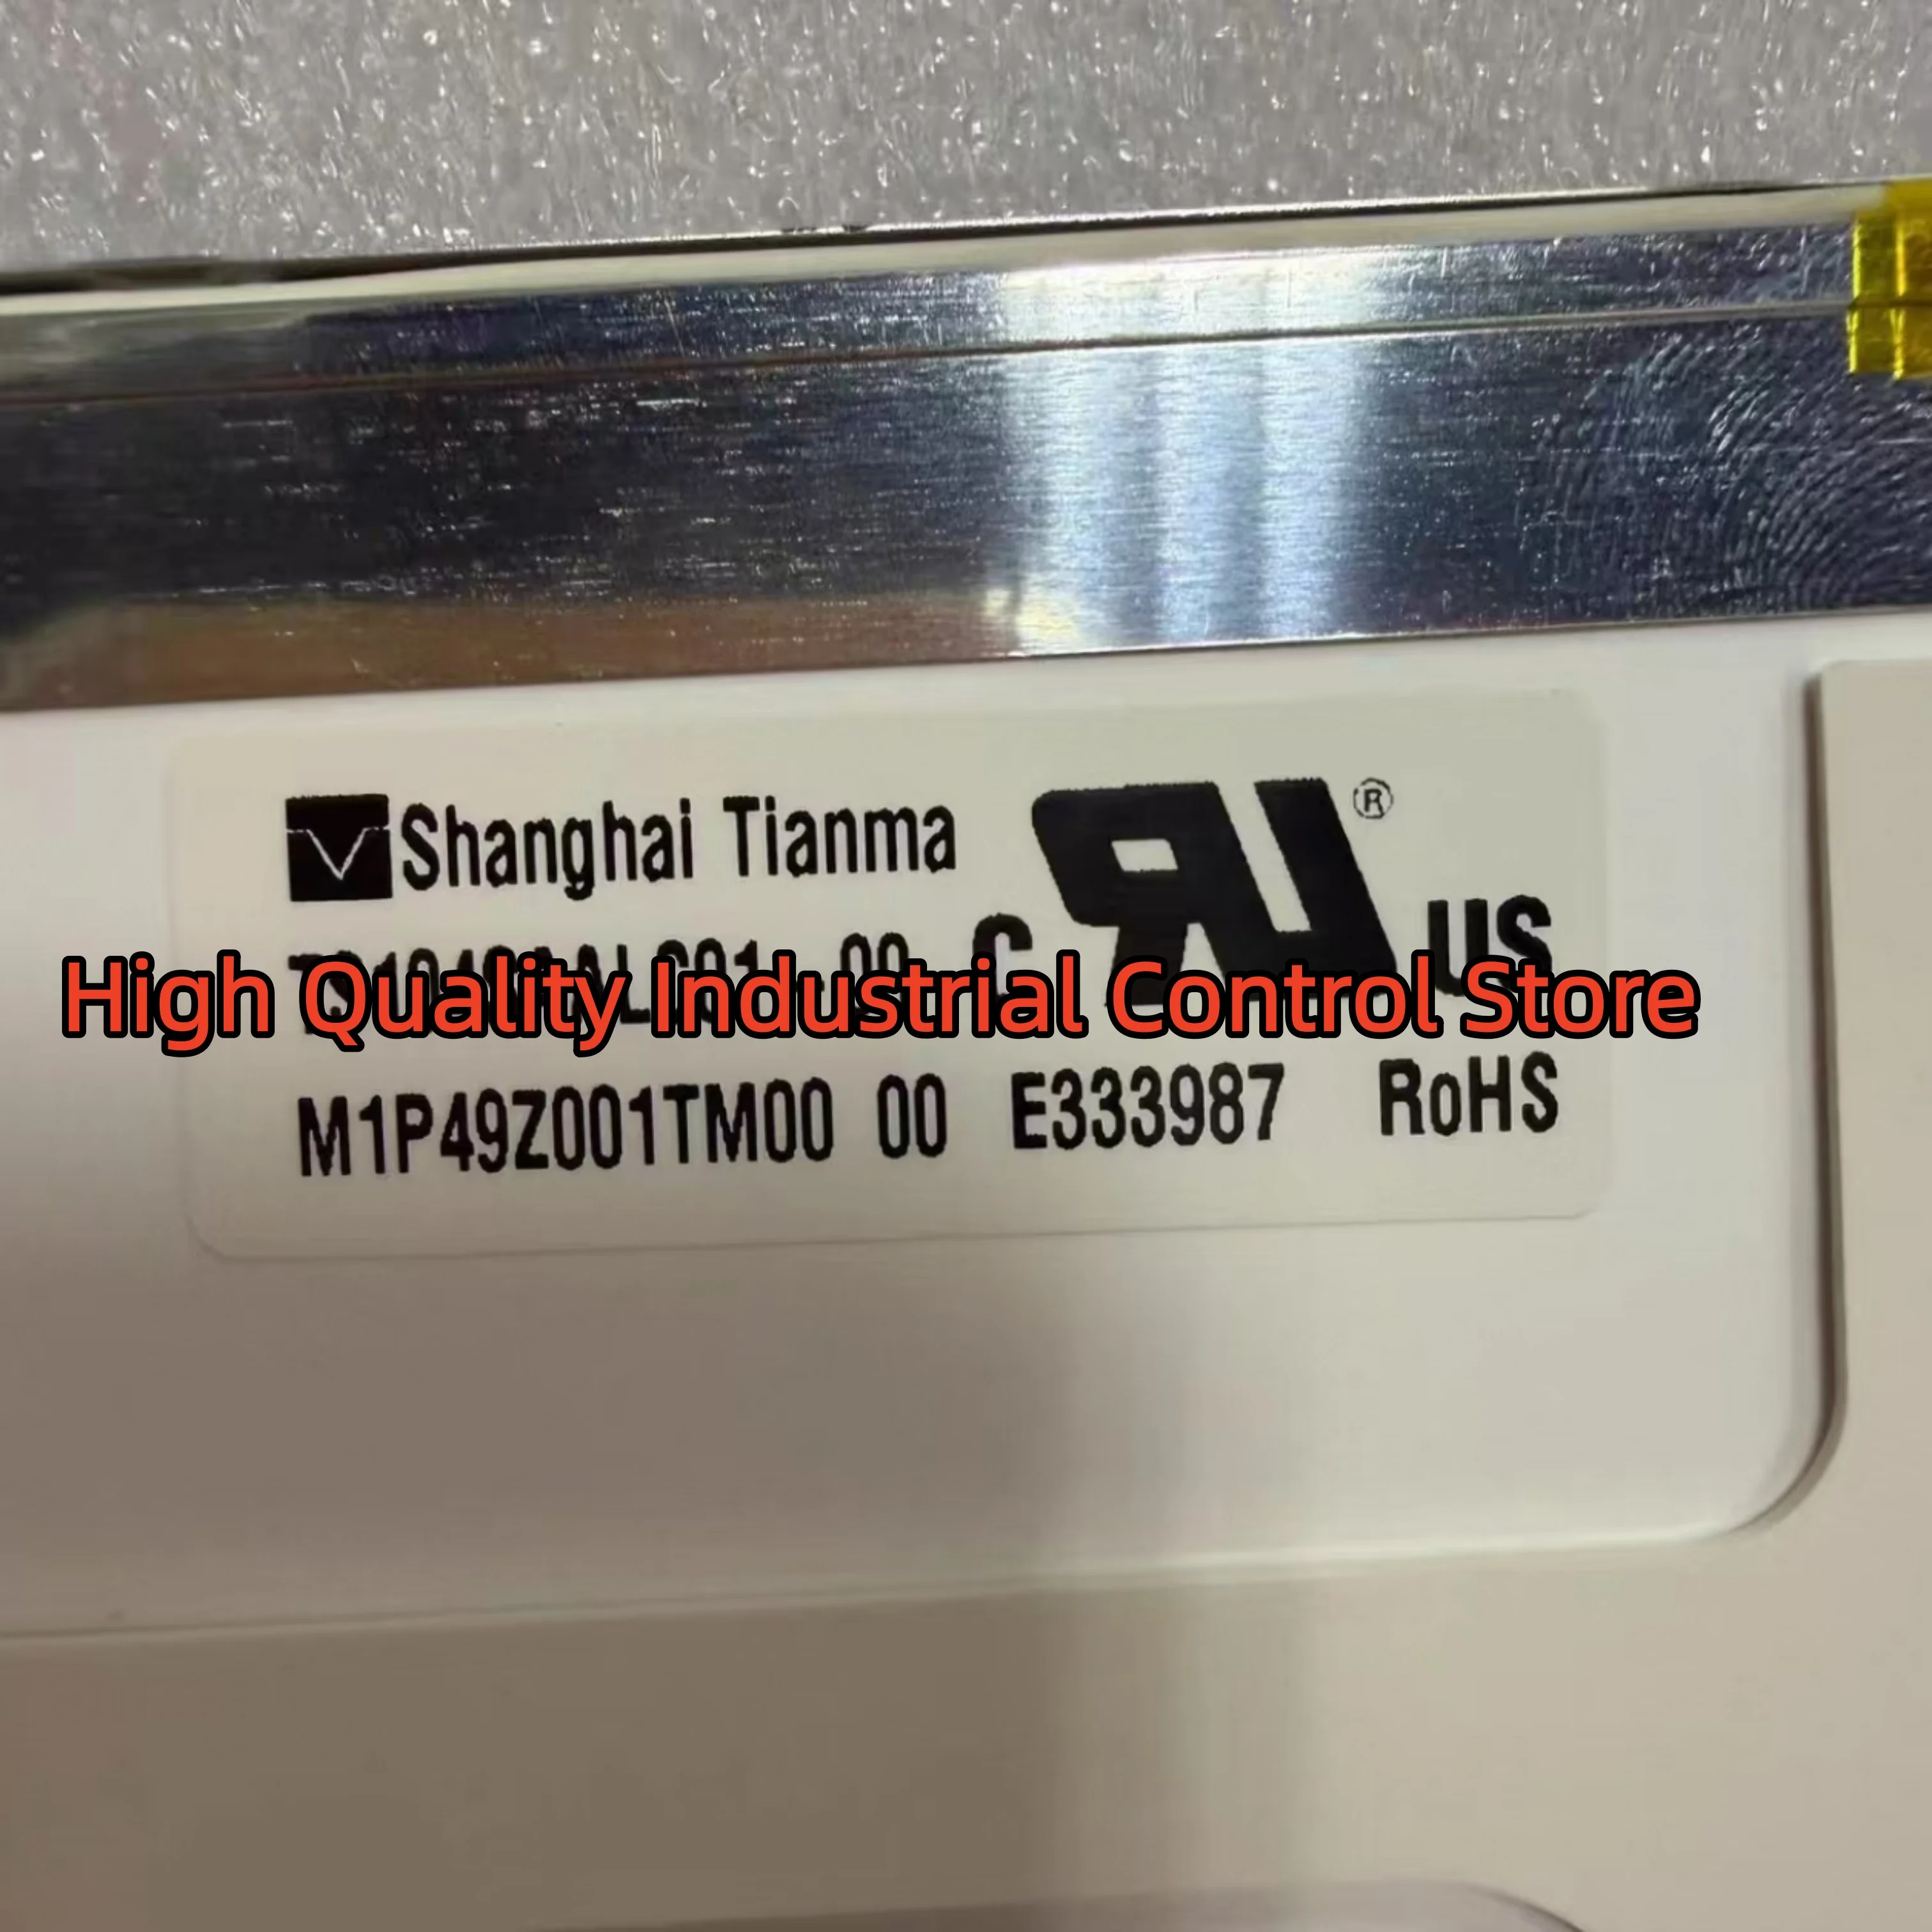 Shanghai Tianma
®
C US
High Quality Industrial Control Store
M1P49Z001TM00 00 E333987 RoHS